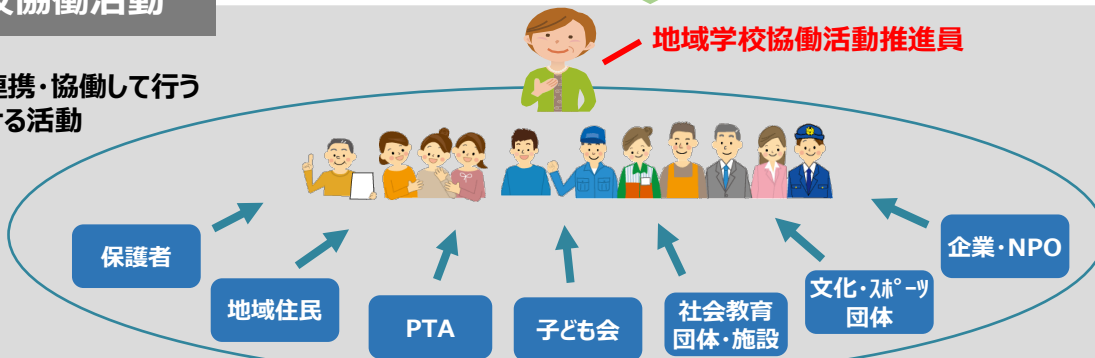 協働活動
地域学校協働活動推進員
連携・協働して行う
する活動
保護者
地域住民
PTA
子ども会
社会教育
団体・施設
文化・ｽﾎﾟｰﾂ
団体
企業・NPO